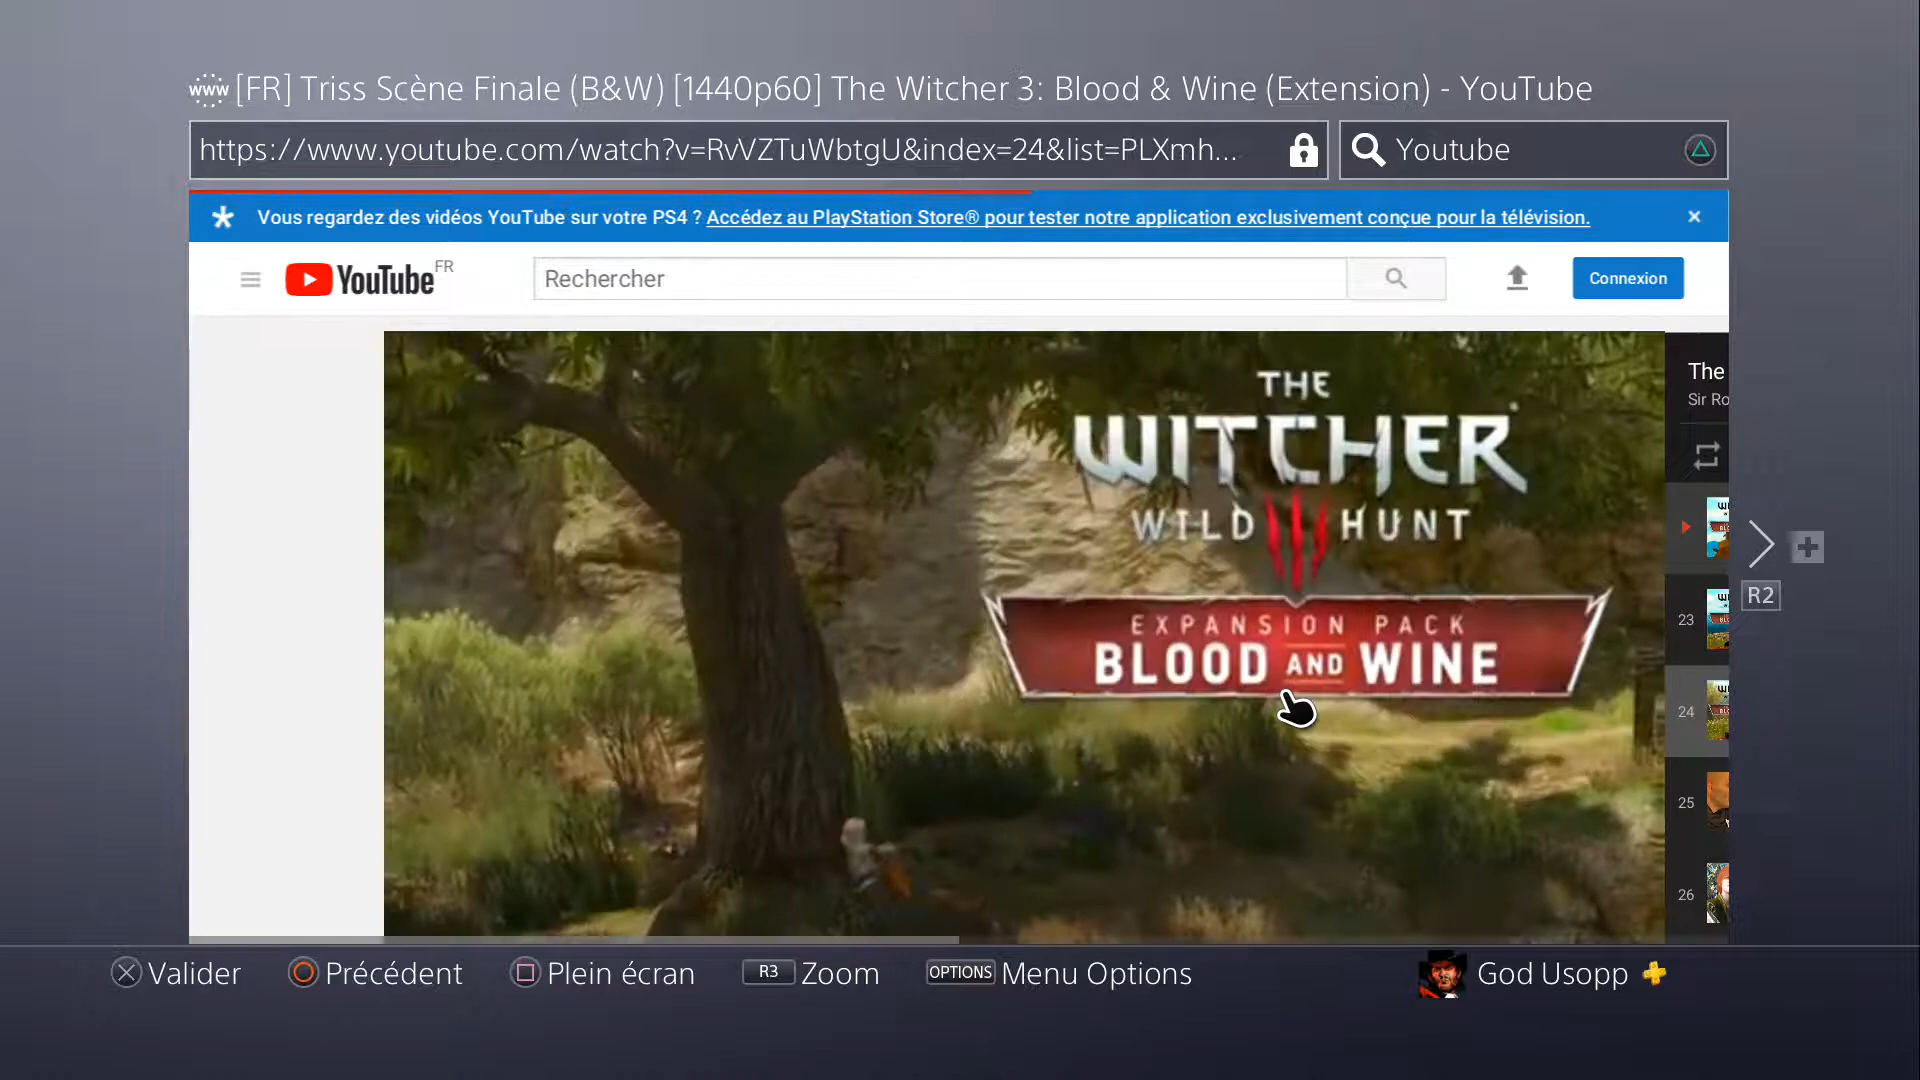 www [FR] Triss Scène Finale (B&W) [1440p60] The Witcher 3: Blood & Wine (Extension) - YouTube
https://www.youtube.com/watch?v=RvVZTuWbtgU&index=24&list=PLXmh...
Youtube
Vous regardez des vidéos YouTube sur votre PS4 ? Accédez au PlayStation Store® pour tester notre application exclusivement conçue pour la télévision. ×
YouTube FR
Rechercher
Connexion
THE
WITCHER
WILD HUNT
EXPANSION PACK
BLOOD AND WINE
The
Sir Ro
23
24
25
26
R2
Valider
Précédent
Plein écran
R3 Zoom
OPTIONS Menu Options
God Usopp